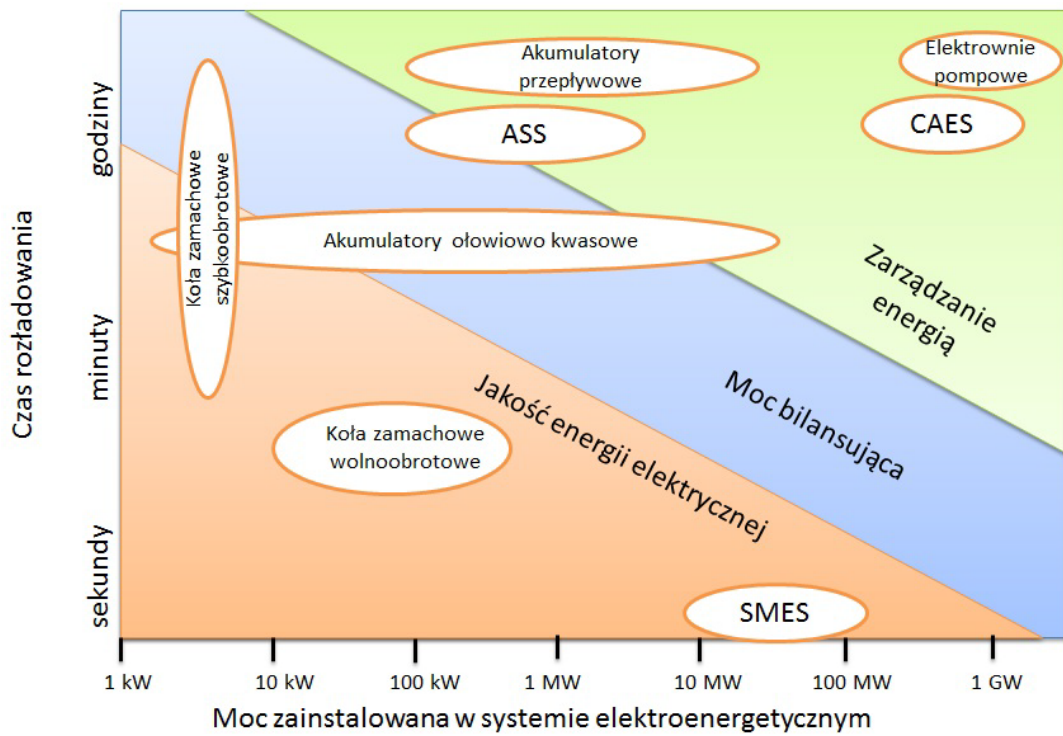 Akumulatory
przepływowe
Elektrownie
pompowe
ASS
CAES
godziny
Koła zamachowe
szybkoobrotowe
Akumulatory ołowiowo kwasowe
Zarządzanie
energią
Czas rozładowania
minuty
Moc bilansująca
Jakość energii elektrycznej
Koła zamachowe
wolnoobrotowe
sekundy
SMES
1 kW
10 kW
100 kW
1 MW
10 MW
100 MW
1 GW
Moc zainstalowana w systemie elektroenergetycznym